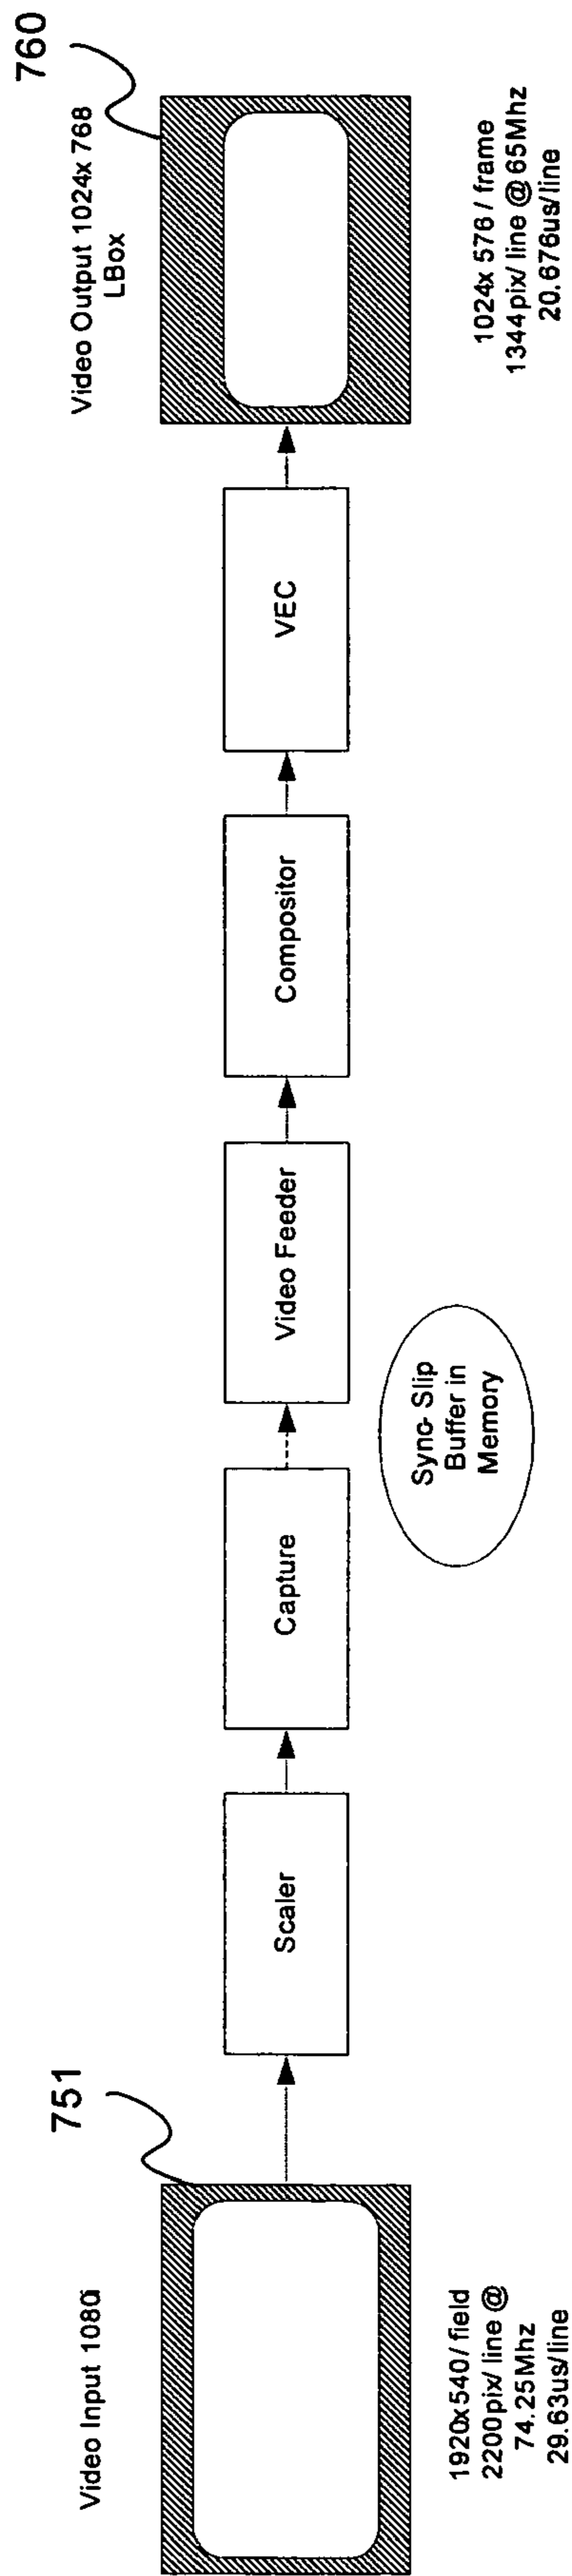 Video Input 1080i
751
1920x540/ field
2200pix/ line @
74.25Mhz
29.63us/line
Scaler
Capture
Sync- Slip
Buffer in
Memory
Video Feeder
Compositor
VEC
Video Output 1024x 768
LBox
760
1024x 576 / frame
1344pix/ line @ 65Mhz
20.676us/line